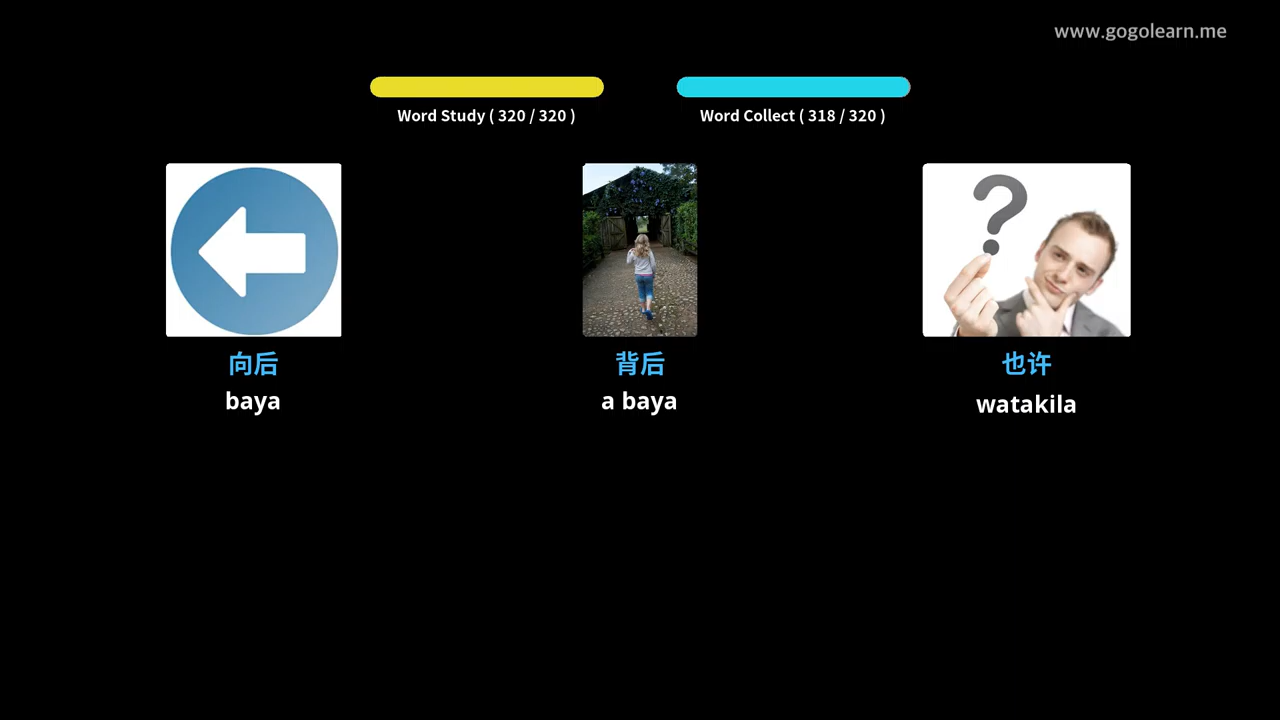 www.gogolearn.me
Word Study ( 320 / 320 )
Word Collect ( 318 / 320 )
向后
baya
背后
a baya
也许
watakila